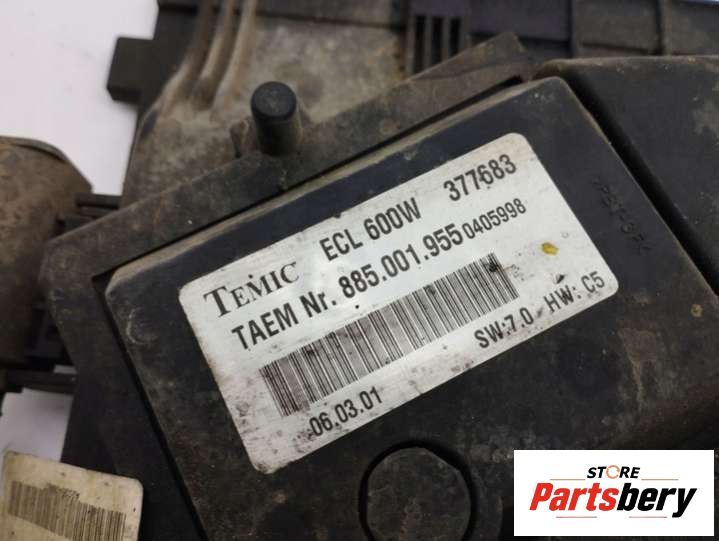 TEMIC ECL 600W 377683
TAEM Nr. 885.001.955 0405998
SW:7.0 HW: C5
06.03.01
STORE
Partsbery